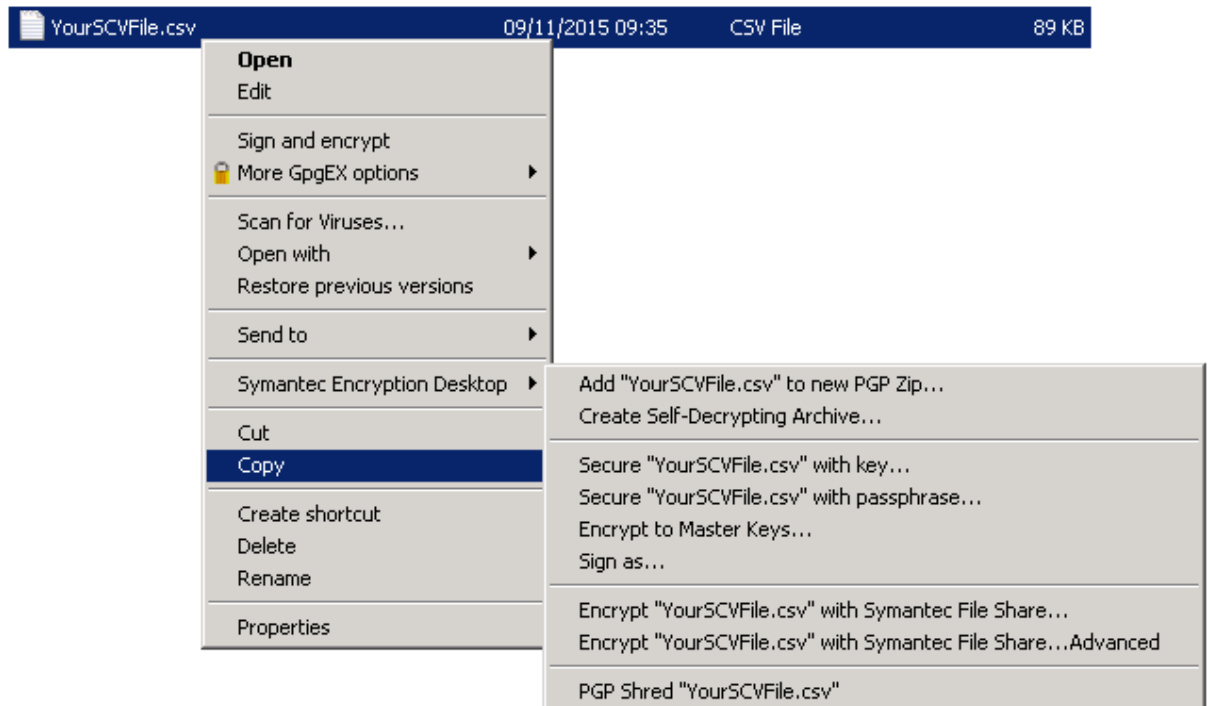 YourSCVFile.csv 09/11/2015 09:35 CSV File 89 KB
Open
Edit
Sign and encrypt
More GpgEX options
Scan for Viruses...
Open with
Restore previous versions
Send to
Symantec Encryption Desktop
Cut
Copy
Create shortcut
Delete
Rename
Properties
Add "YourSCVFile.csv" to new PGP Zip...
Create Self-Decrypting Archive...
Secure "YourSCVFile.csv" with key...
Secure "YourSCVFile.csv" with passphrase...
Encrypt to Master Keys...
Sign as...
Encrypt "YourSCVFile.csv" with Symantec File Share...
Encrypt "YourSCVFile.csv" with Symantec File Share...Advanced
PGP Shred "YourSCVFile.csv"